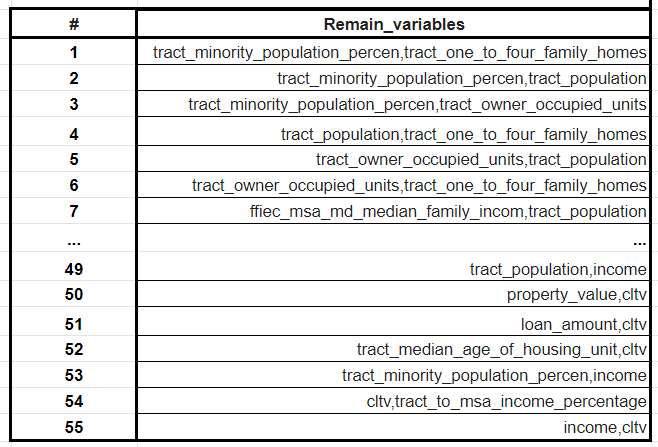 # Remain_variables
1 tract_minority_population_percen,tract_one_to_four_family_homes
2 tract_minority_population_percen,tract_population
3 tract_minority_population_percen,tract_owner_occupied_units
4 tract_population,tract_one_to_four_family_homes
5 tract_owner_occupied_units,tract_population
6 tract_owner_occupied_units,tract_one_to_four_family_homes
7 ffiec_msa_md_median_family_incom,tract_population
... ...
49 tract_population,income
50 property_value,cltv
51 loan_amount,cltv
52 tract_median_age_of_housing_unit,cltv
53 tract_minority_population_percen,income
54 cltv,tract_to_msa_income_percentage
55 income,cltv